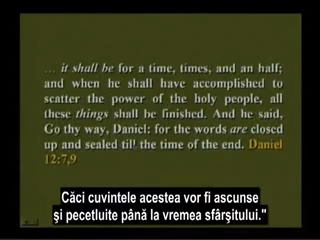 ... it shall be for a time, times, and an half;
and when he shall have accomplished to
scatter the power of the holy people, all
these things shall be finished. And he said,
Go thy way, Daniel: for the words are closed
up and sealed till the time of the end. Daniel
12:7,9
Căci cuvintele acestea vor fi ascunse
şi pecetluite până la vremea sfârşitului."